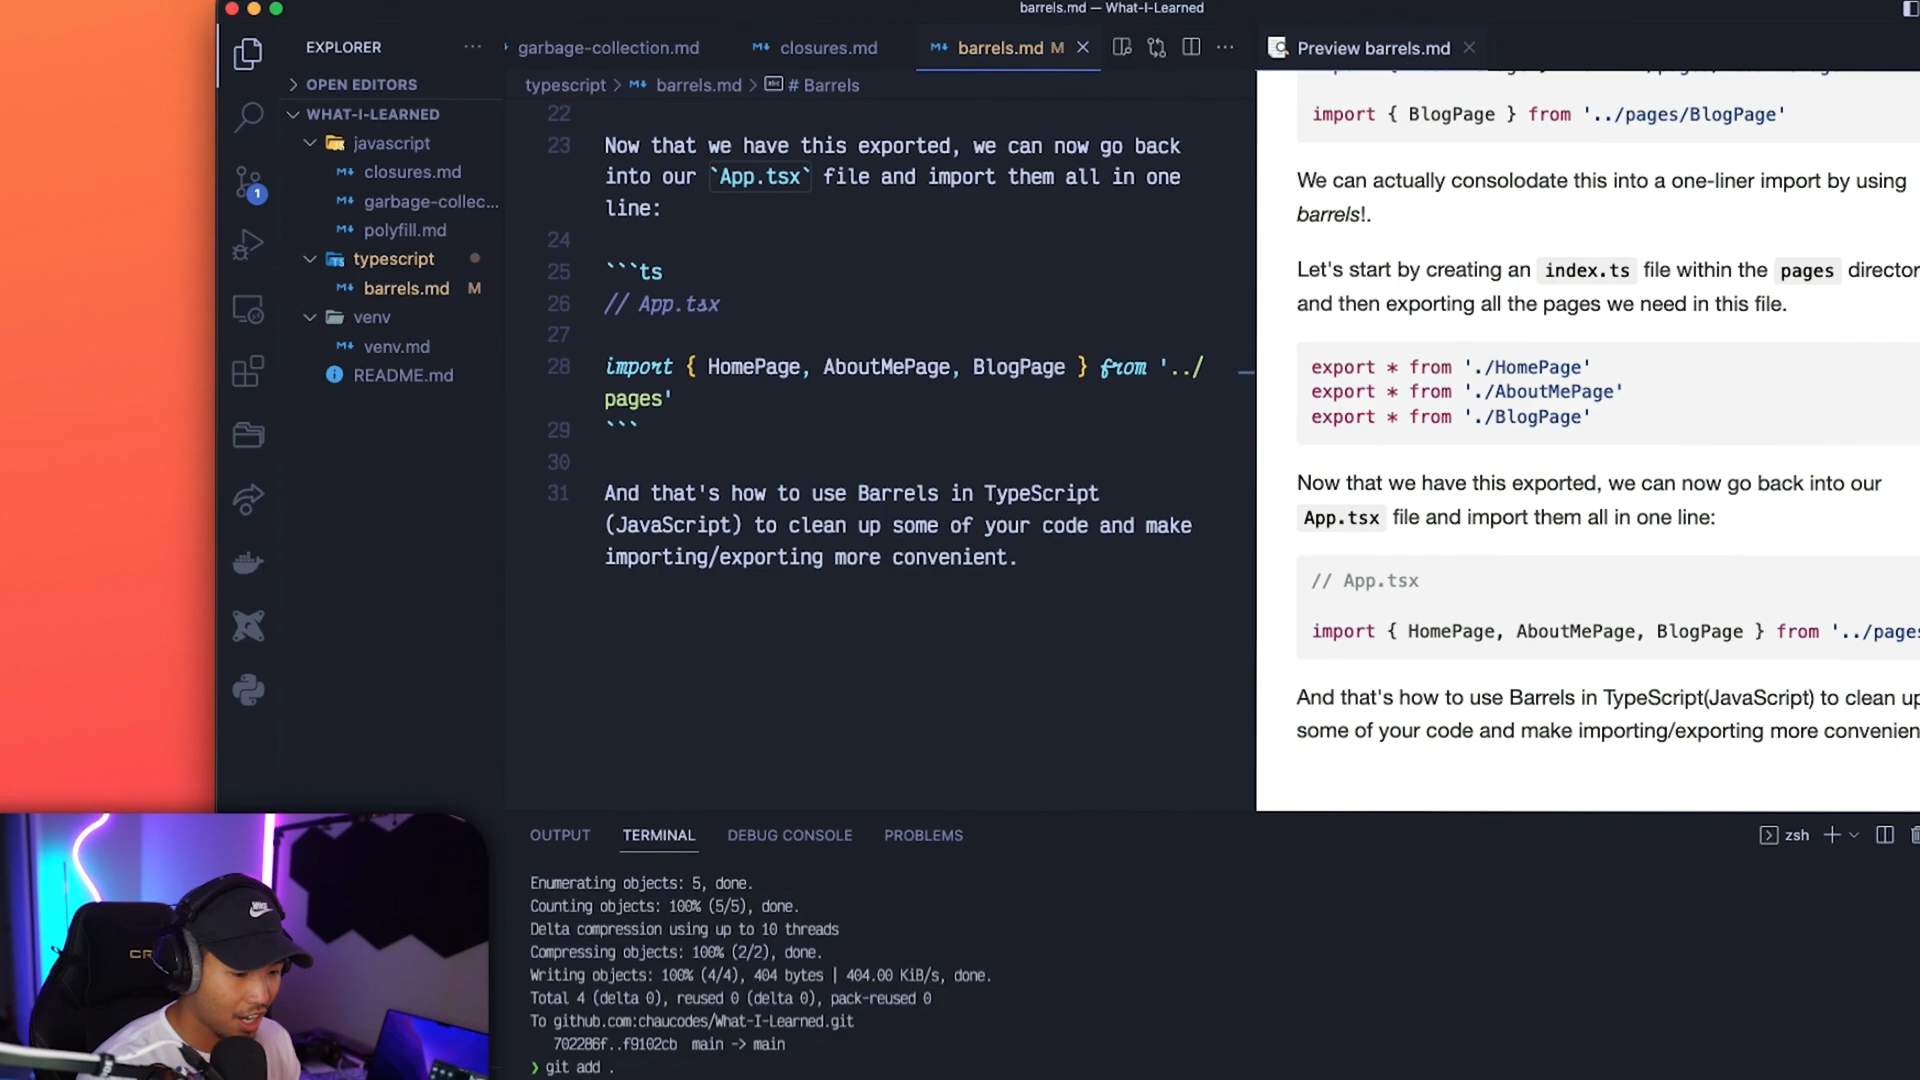 barrels.md — What-I-Learned
EXPLORER
garbage-collection.md
closures.md
barrels.md M
Preview barrels.md
OPEN EDITORS
typescript > barrels.md > # Barrels
WHAT-I-LEARNED
javascript
closures.md
garbage-collec...
polyfill.md
typescript
barrels.md M
venv
venv.md
README.md
1
22
23 Now that we have this exported, we can now go back
into our `App.tsx` file and import them all in one
line:
24
25 ```ts
26 // App.tsx
27
28 import { HomePage, AboutMePage, BlogPage } from '../
pages'
29 ```
30
31 And that's how to use Barrels in TypeScript
(JavaScript) to clean up some of your code and make
importing/exporting more convenient.
import { BlogPage } from '../pages/BlogPage'
We can actually consolodate this into a one-liner import by using
barrels!.
Let's start by creating an index.ts file within the pages director
and then exporting all the pages we need in this file.
export * from './HomePage'
export * from './AboutMePage'
export * from './BlogPage'
Now that we have this exported, we can now go back into our
App.tsx file and import them all in one line:
// App.tsx
import { HomePage, AboutMePage, BlogPage } from '../pages
And that's how to use Barrels in TypeScript(JavaScript) to clean up
some of your code and make importing/exporting more convenien
OUTPUT
TERMINAL
DEBUG CONSOLE
PROBLEMS
zsh
Enumerating objects: 5, done.
Counting objects: 100% (5/5), done.
Delta compression using up to 10 threads
Compressing objects: 100% (2/2), done.
Writing objects: 100% (4/4), 404 bytes | 404.00 KiB/s, done.
Total 4 (delta 0), reused 0 (delta 0), pack-reused 0
To github.com:chaucodes/What-I-Learned.git
702286f..f9102cb main -> main
❯ git add .